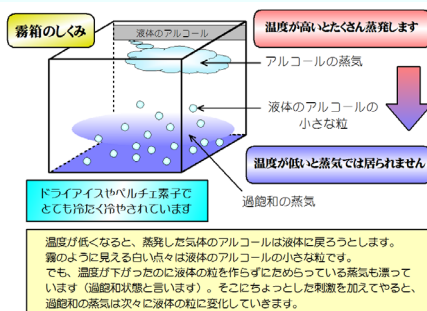 霧箱のしくみ
液体のアルコール
温度が高いとたくさん蒸発します
アルコールの蒸気
液体のアルコールの
小さな粒
温度が低いと蒸気では居られません
過飽和の蒸気
ドライアイスやペルチェ素子で
とても冷たく冷やされています
温度が低くなると、蒸発した気体のアルコールは液体に戻ろうとします。
霧のように見える白い点々は液体のアルコールの小さな粒です。
でも、温度が下がったのに液体の粒を作らずにためらっている蒸気も漂って
います（過飽和状態と言います）。そこにちょっとした刺激を加えてやると、
過飽和の蒸気は次々に液体の粒に変化していきます。